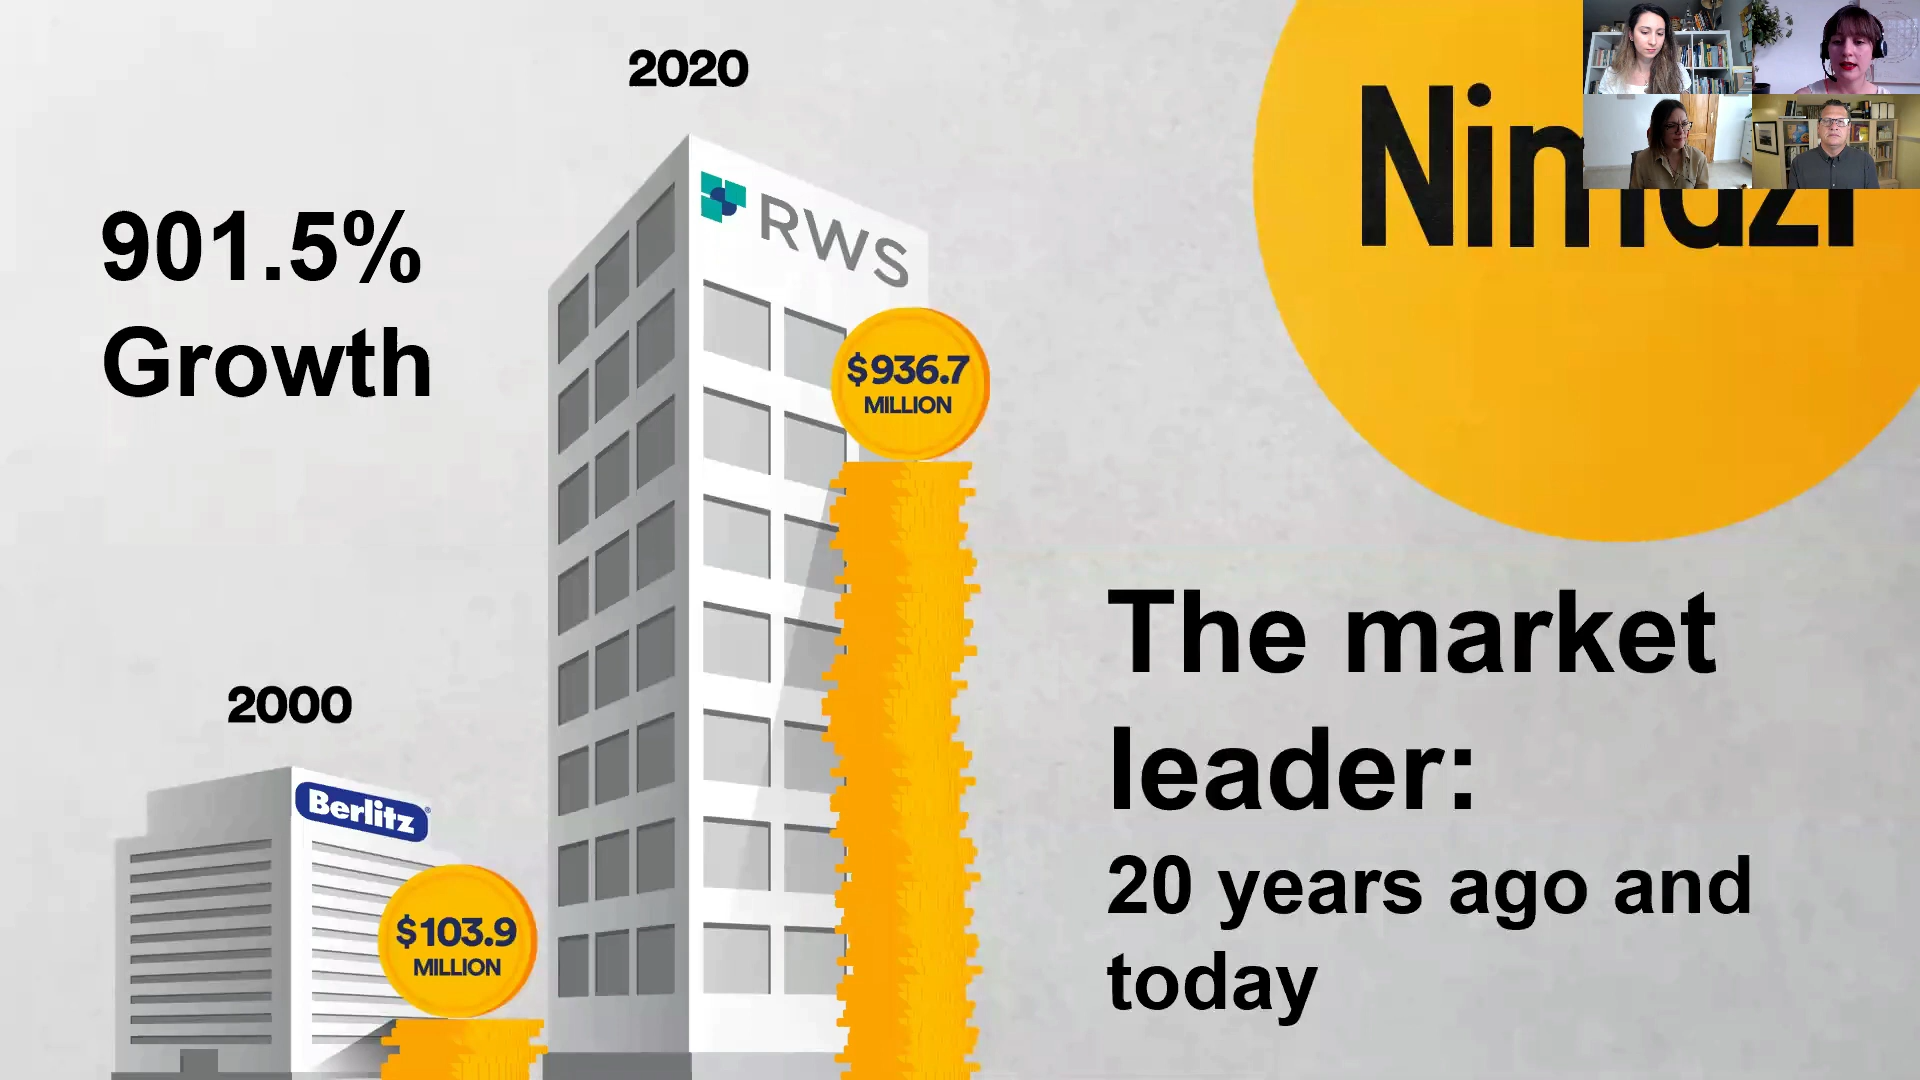 2020
Nimdzi
RWS
901.5%
Growth
$936.7
MILLION
The market
leader:
20 years ago and
today
2000
Berlitz®
$103.9
MILLION